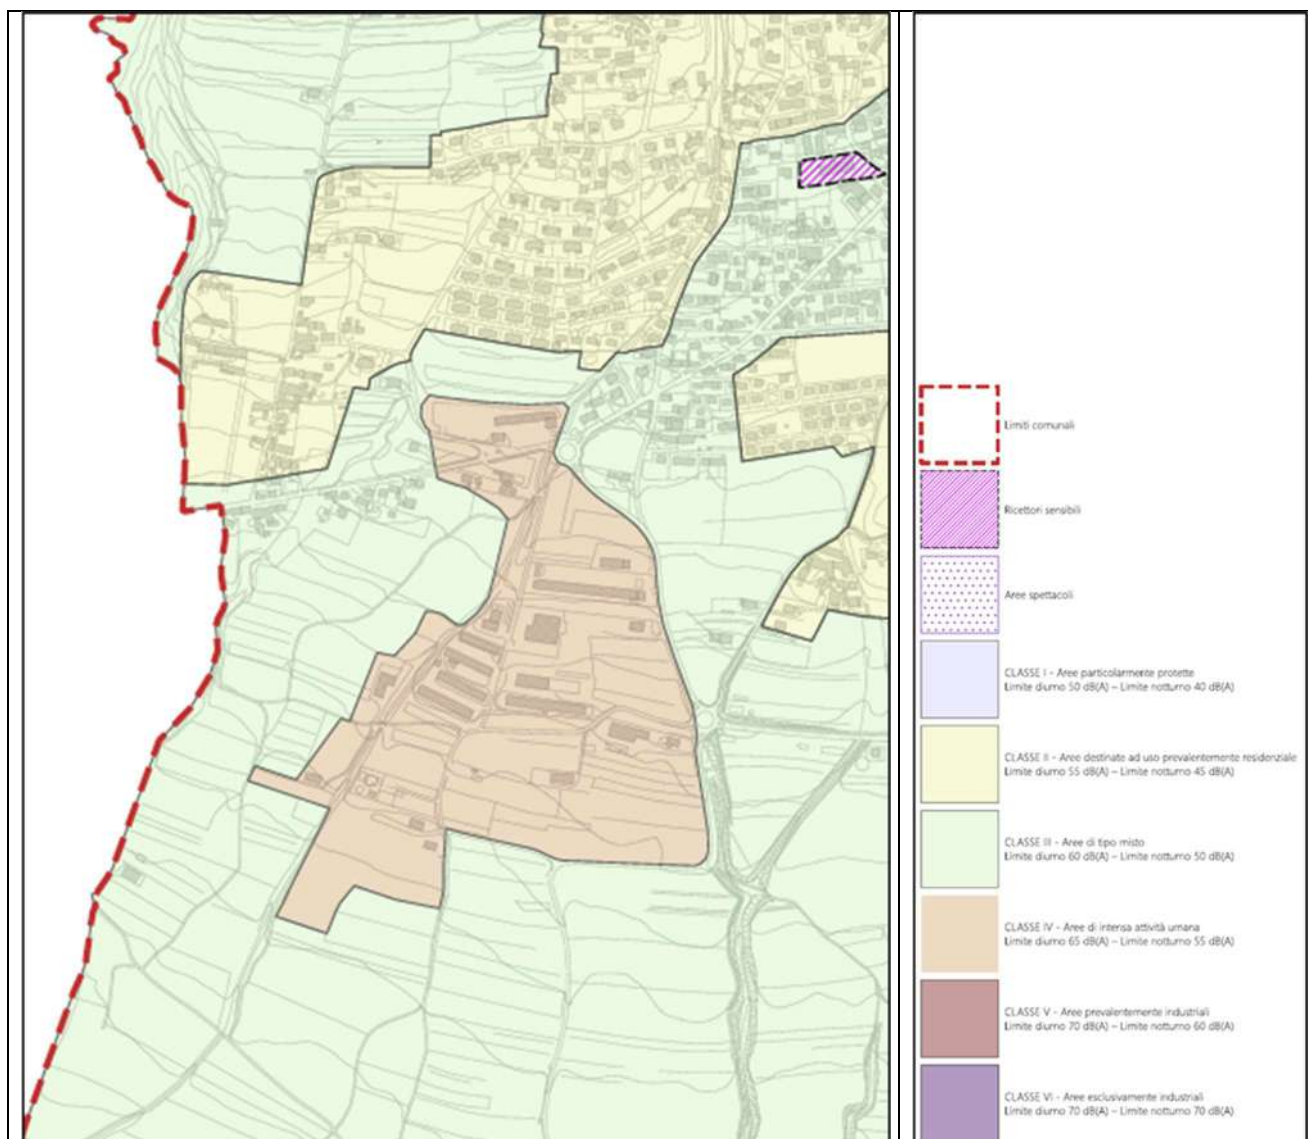 Limiti comunali
Ricettori sensibili
Aree spettacoli
CLASSE I - Aree particolarmente protette
Limite diurno 50 dB(A) – Limite notturno 40 dB(A)
CLASSE II - Aree destinate ad uso prevalentemente residenziale
Limite diurno 55 dB(A) – Limite notturno 45 dB(A)
CLASSE III - Aree di tipo misto
Limite diurno 60 dB(A) – Limite notturno 50 dB(A)
CLASSE IV - Aree di intensa attività umana
Limite diurno 65 dB(A) – Limite notturno 55 dB(A)
CLASSE V - Aree prevalentemente industriali
Limite diurno 70 dB(A) – Limite notturno 60 dB(A)
CLASSE VI - Aree esclusivamente industriali
Limite diurno 70 dB(A) – Limite notturno 70 dB(A)